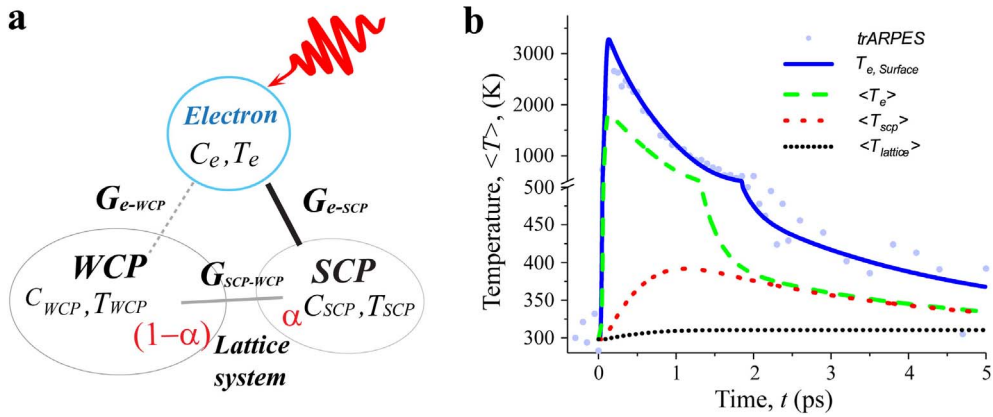 a
Electron
C_e, T_e
G_e-WCP
G_e-SCP
WCP
G_SCP-WCP
SCP
C_WCP, T_WCP
α C_SCP, T_SCP
(1-α)
Lattice
system
b
Temperature, <T>, (K)
3000
2000
1000
500
450
400
350
300
trARPES
T_e, Surface
<T_e>
<T_scp>
<T_lattice>
0 1 2 3 4 5
Time, t (ps)